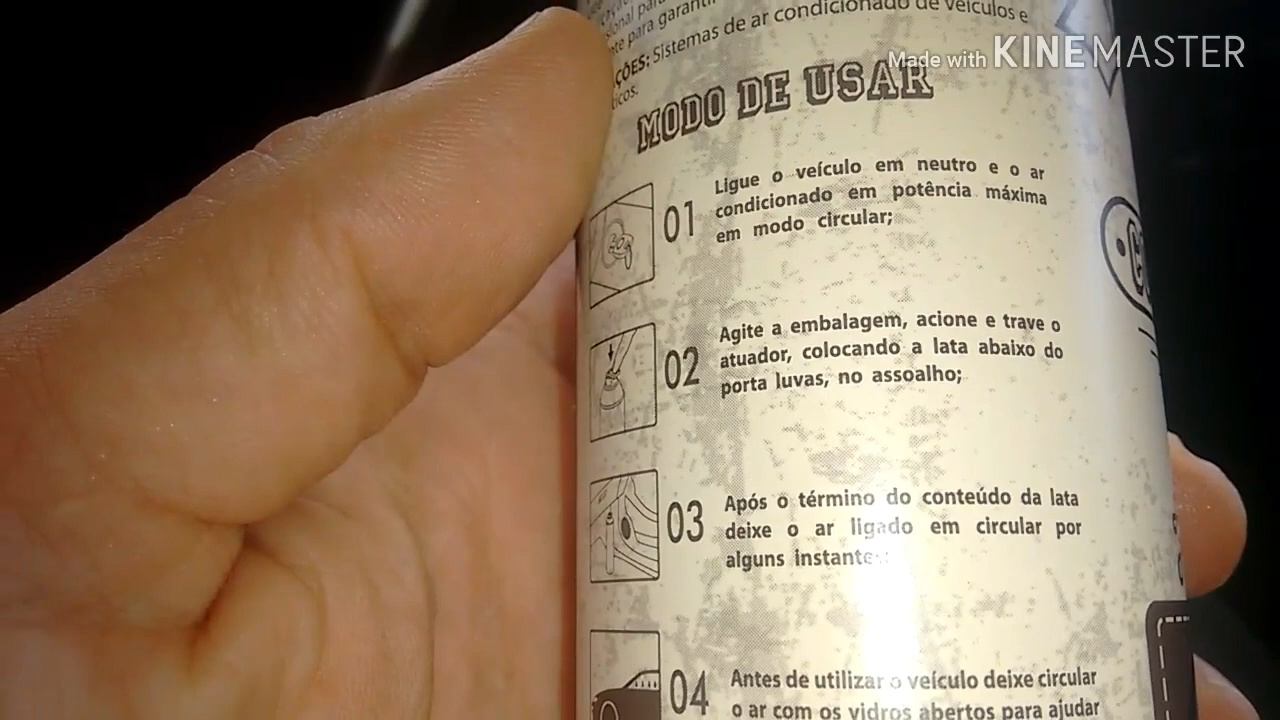 para garantir
Made with KINEMASTER
ÇÕES: Sistemas de ar condicionado de veículos e
icos.
MODO DE USAR
01
Ligue o veículo em neutro e o ar
condicionado em potência máxima
em modo circular;
02
Agite a embalagem, acione e trave o
atuador, colocando a lata abaixo do
porta luvas, no assoalho;
03
Após o término do conteúdo da lata
deixe o ar ligado em circular por
alguns instantes;
04
Antes de utilizar o veículo deixe circular
o ar com os vidros abertos para ajudar